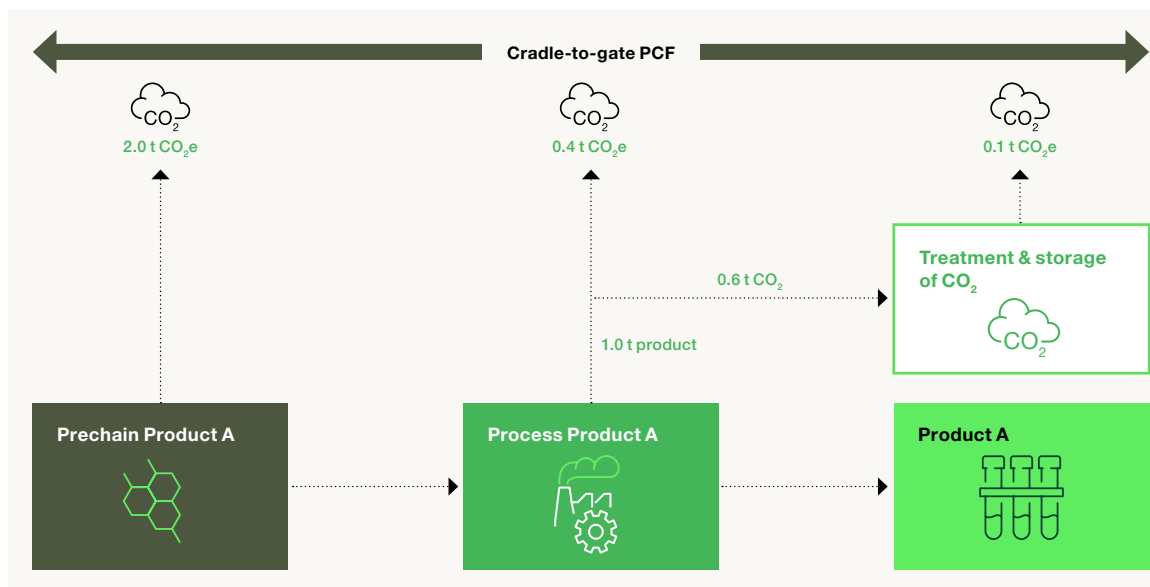 Cradle-to-gate PCF
CO₂
CO₂
CO₂
2.0 t CO₂e
0.4 t CO₂e
0.1 t CO₂e
Treatment & storage
of CO₂
0.6 t CO₂
CO₂
1.0 t product
Prechain Product A
Process Product A
Product A